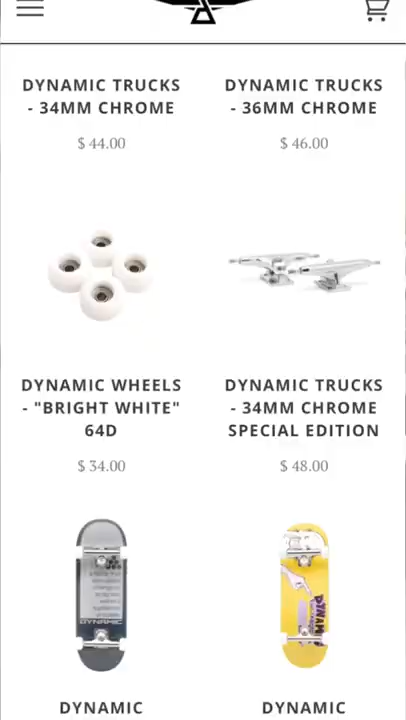 DYNAMIC TRUCKS
- 34MM CHROME
$ 44.00
DYNAMIC TRUCKS
- 36MM CHROME
$ 46.00
DYNAMIC WHEELS
- "BRIGHT WHITE"
64D
$ 34.00
DYNAMIC TRUCKS
- 34MM CHROME
SPECIAL EDITION
$ 48.00
DYNAMIC
DYNAMIC
DYNAMIC